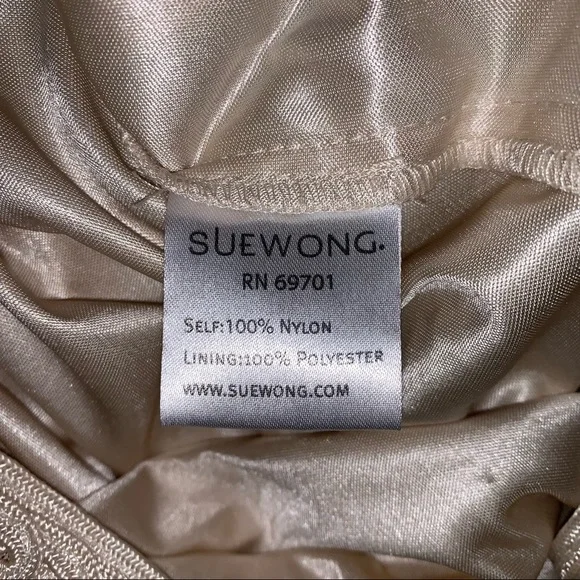 SUEWONG.
RN 69701
SELF:100% NYLON
LINING:100% POLYESTER
WWW.SUEWONG.COM